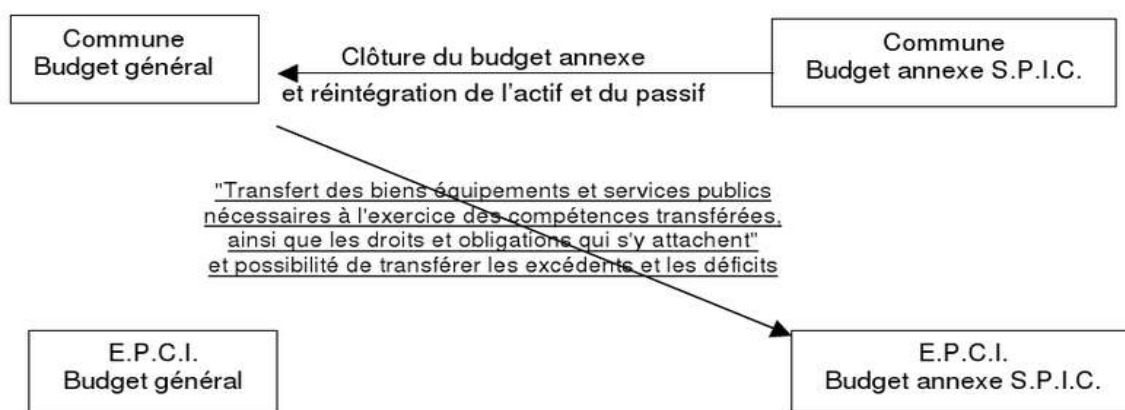 Commune
Budget général
Clôture du budget annexe
et réintégration de l'actif et du passif
Commune
Budget annexe S.P.I.C.
"Transfert des biens équipements et services publics
nécessaires à l'exercice des compétences transférées,
ainsi que les droits et obligations qui s'y attachent"
et possibilité de transférer les excédents et les déficits
E.P.C.I.
Budget général
E.P.C.I.
Budget annexe S.P.I.C.